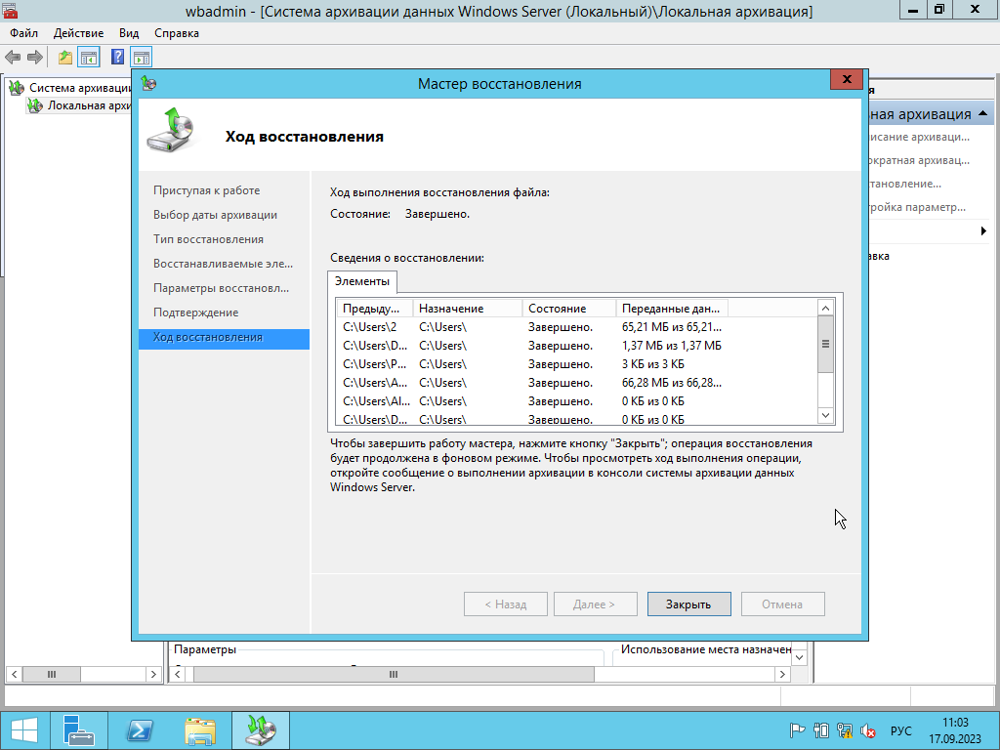 wbadmin - [Система архивации данных Windows Server (Локальный)\Локальная архивация]
Файл Действие Вид Справка
Система архивации
Локальная архи
Мастер восстановления
Ход восстановления
Приступая к работе
Выбор даты архивации
Тип восстановления
Восстанавливаемые эле...
Параметры восстановл...
Подтверждение
Ход восстановления
Ход выполнения восстановления файла:
Состояние: Завершено.
Сведения о восстановлении:
Элементы
Предыду... Назначение Состояние Переданные дан...
C:\Users\2 C:\Users\ Завершено. 65,21 МБ из 65,21...
C:\Users\D... C:\Users\ Завершено. 1,37 МБ из 1,37 МБ
C:\Users\P... C:\Users\ Завершено. 3 КБ из 3 КБ
C:\Users\A... C:\Users\ Завершено. 66,28 МБ из 66,28...
C:\Users\Al... C:\Users\ Завершено. 0 КБ из 0 КБ
C:\Users\D... C:\Users\ Завершено. 0 КБ из 0 КБ
Чтобы завершить работу мастера, нажмите кнопку "Закрыть"; операция восстановления
будет продолжена в фоновом режиме. Чтобы просмотреть ход выполнения операции,
откройте сообщение о выполнении архивации в консоли системы архивации данных
Windows Server.
< Назад Далее > Закрыть Отмена
я
ная архивация
исание архиваци...
ократная архивац...
тановление...
ройка параметр...
авка
Параметры Использование места назначен
РУС
11:03
17.09.2023